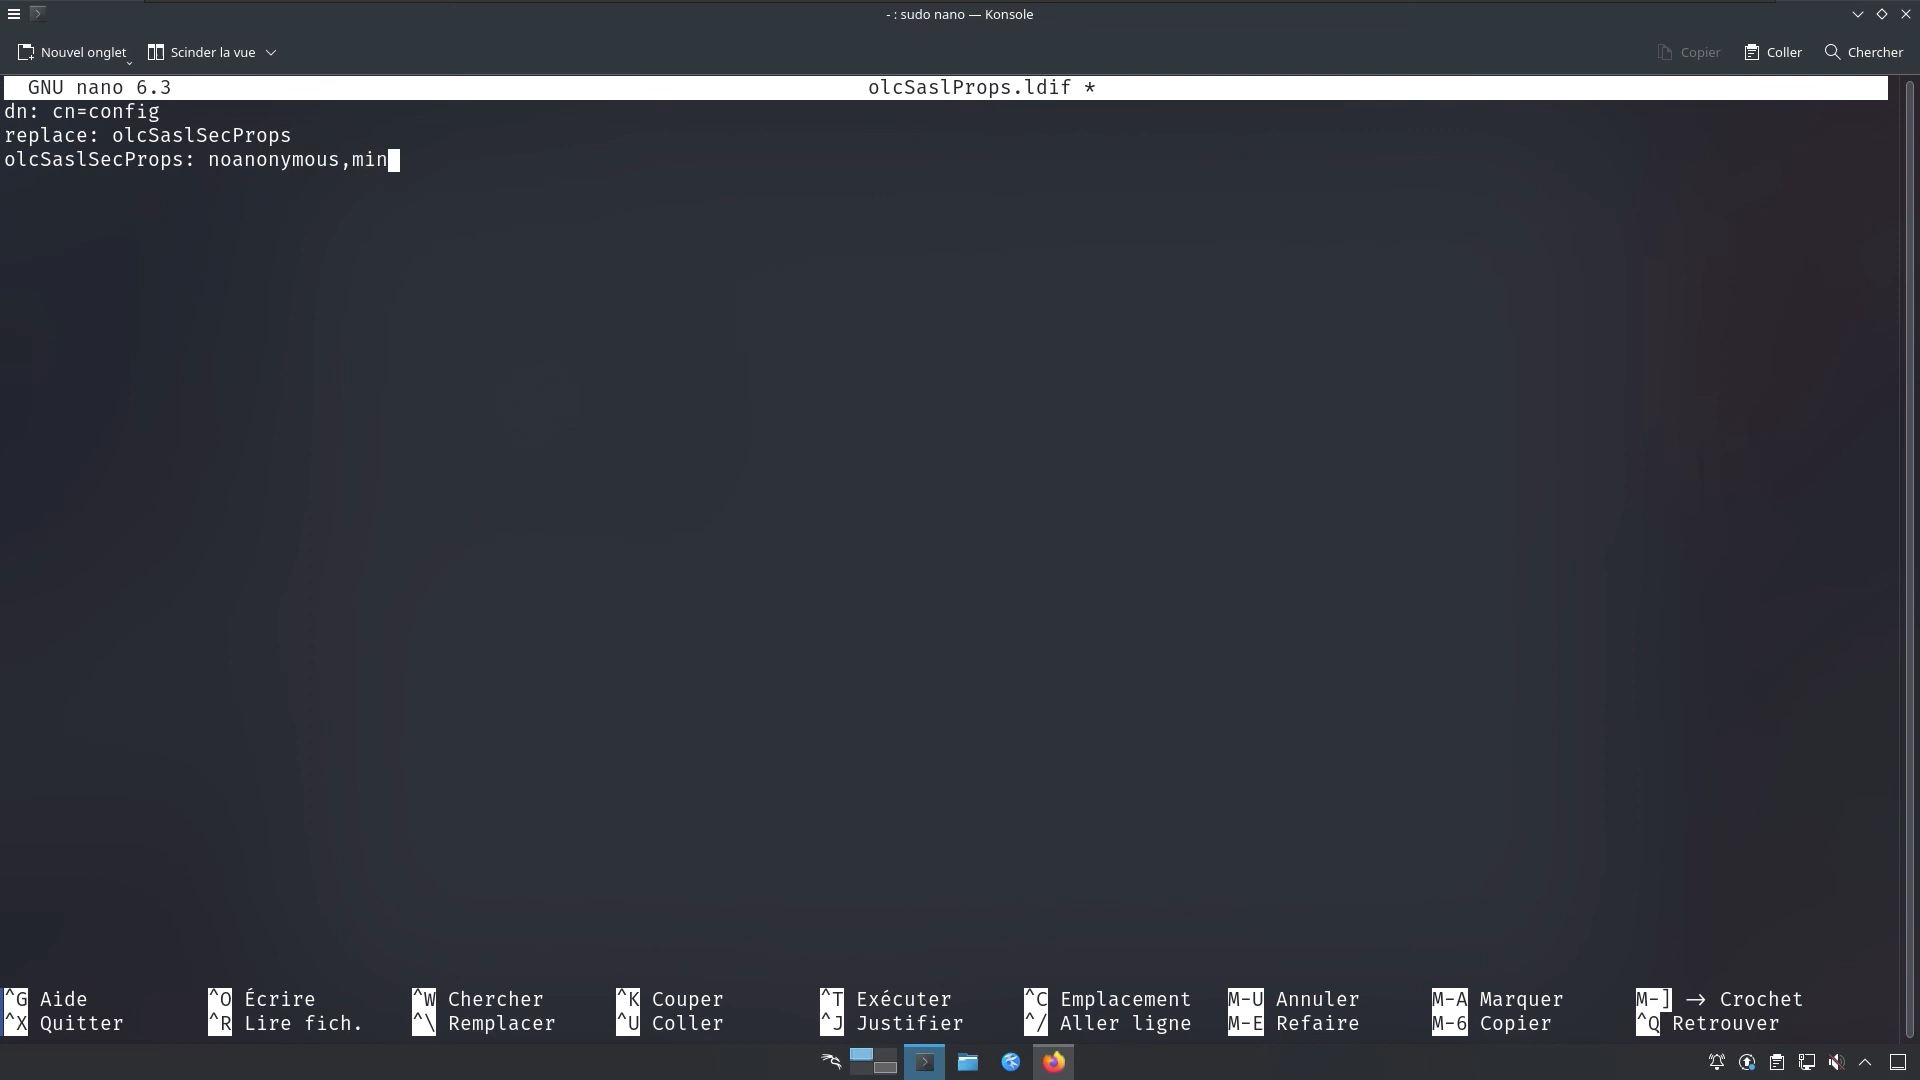 - : sudo nano — Konsole
Nouvel onglet Scinder la vue Copier Coller Chercher
GNU nano 6.3 olcSaslProps.ldif *
dn: cn=config
replace: olcSaslSecProps
olcSaslSecProps: noanonymous,min
^G Aide ^O Écrire ^W Chercher ^K Couper ^T Exécuter ^C Emplacement M-U Annuler M-A Marquer M-] -> Crochet
^X Quitter ^R Lire fich. ^\ Remplacer ^U Coller ^J Justifier ^/ Aller ligne M-E Refaire M-6 Copier ^Q Retrouver